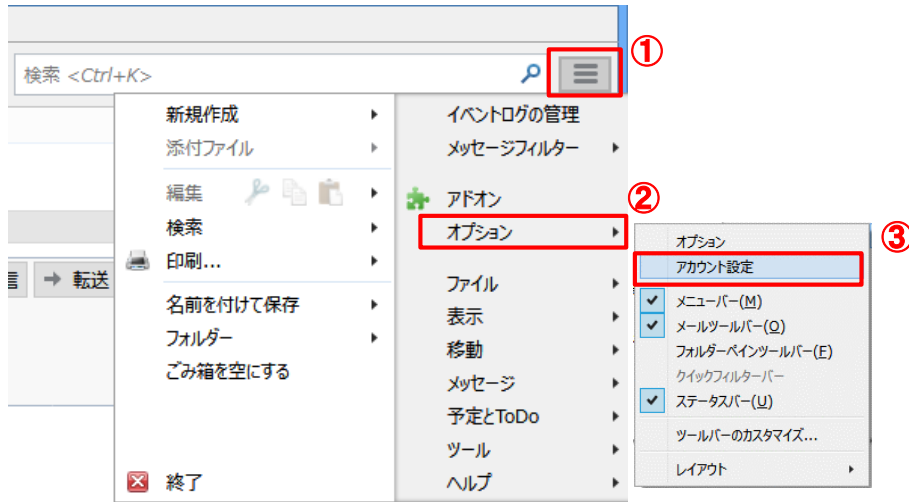 ①
検索 <Ctrl+K>
新規作成
添付ファイル
編集
検索
印刷...
名前を付けて保存
フォルダー
ごみ箱を空にする
終了
転送
イベントログの管理
メッセージフィルター
アドオン
②
オプション
ファイル
表示
移動
メッセージ
予定とToDo
ツール
ヘルプ
③
オプション
アカウント設定
メニューバー(M)
メールツールバー(O)
フォルダーペインツールバー(F)
クイックフィルターバー
ステータスバー(U)
ツールバーのカスタマイズ...
レイアウト